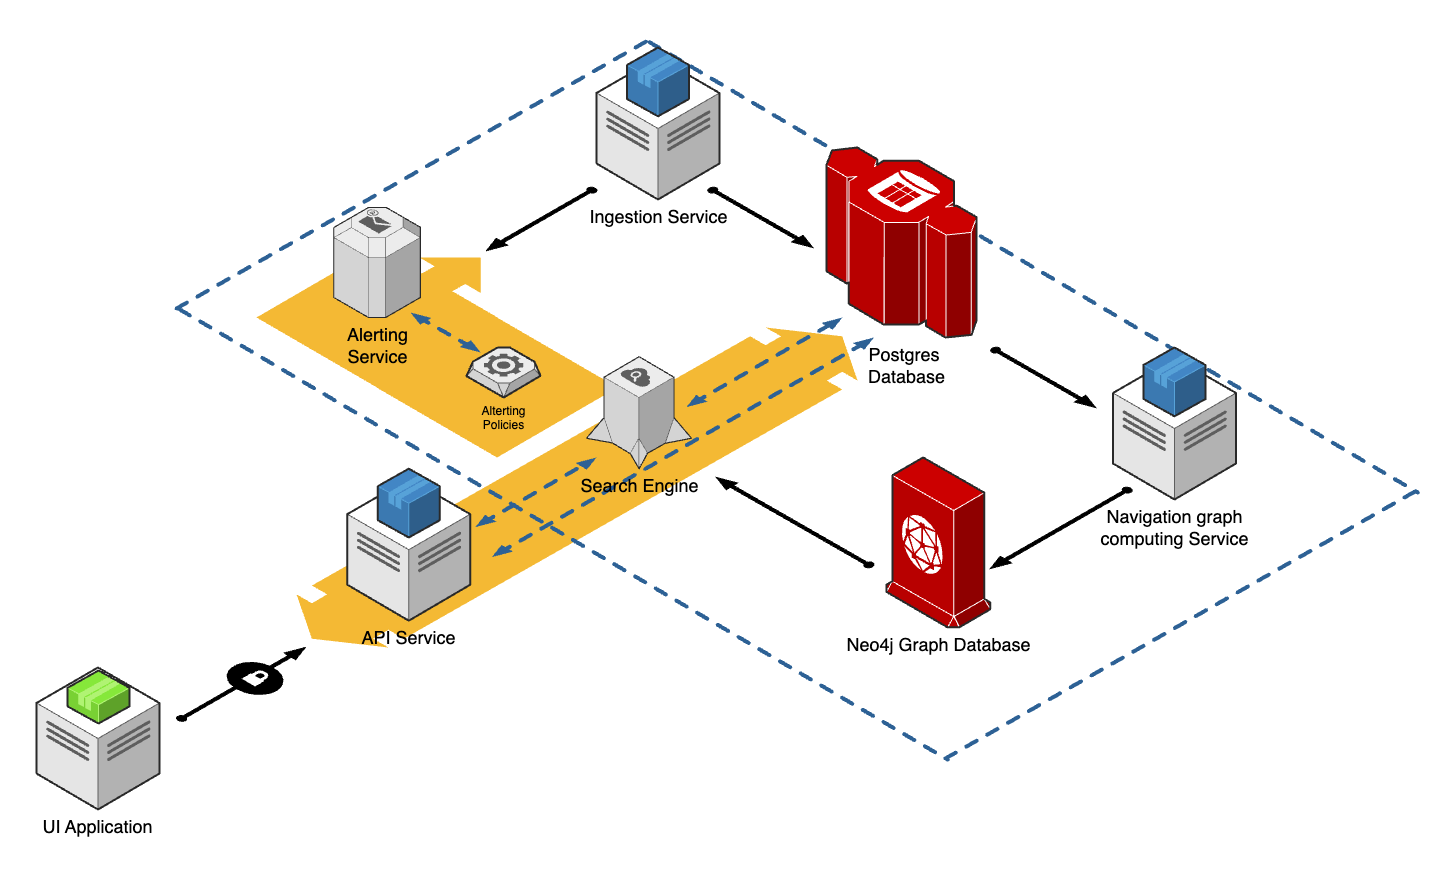 Ingestion Service
Alerting
Service
Postgres
Database
Alterting
Policies
Search Engine
Navigation graph
computing Service
API Service
Neo4j Graph Database
UI Application